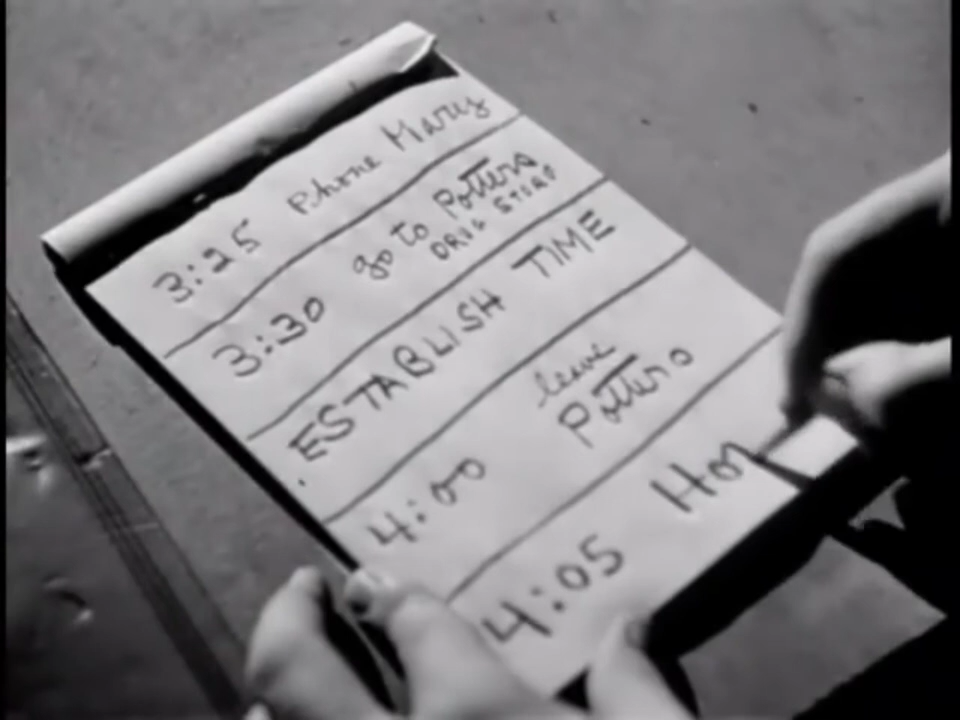 3:25 Phone Mary
3:30 go to Potters
DRUG STORE
ESTABLISH TIME
4:00 leave
Potters
4:05 Hom